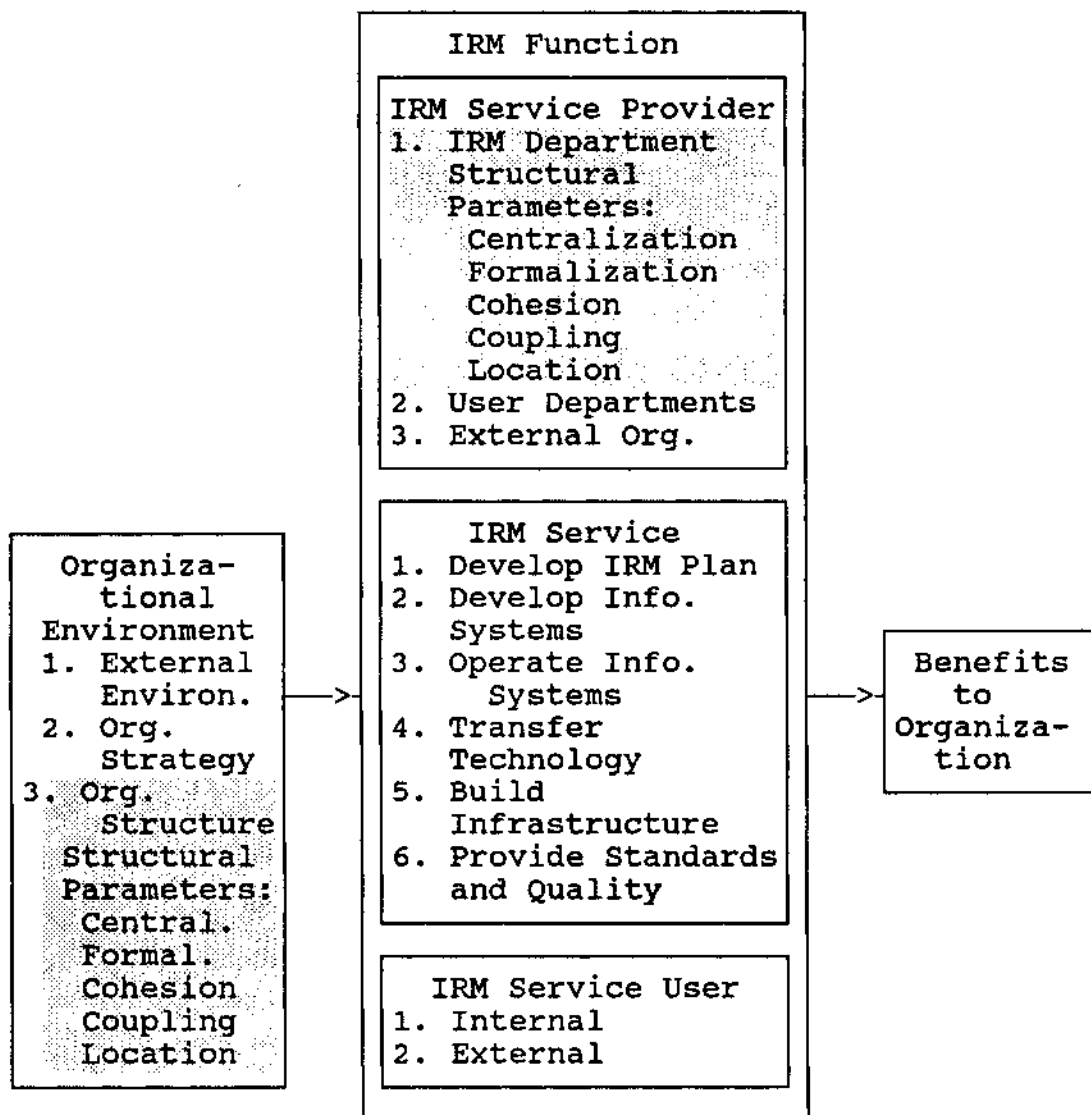 IRM Function
IRM Service Provider
1. IRM Department
Structural
Parameters:
Centralization
Formalization
Cohesion
Coupling
Location
2. User Departments
3. External Org.
IRM Service
1. Develop IRM Plan
2. Develop Info.
Systems
3. Operate Info.
Systems
4. Transfer
Technology
5. Build
Infrastructure
6. Provide Standards
and Quality
IRM Service User
1. Internal
2. External
Organiza-
tional
Environment
1. External
Environ.
2. Org.
Strategy
3. Org.
Structure
Structural
Parameters:
Central.
Formal.
Cohesion
Coupling
Location
Benefits
to
Organiza-
tion